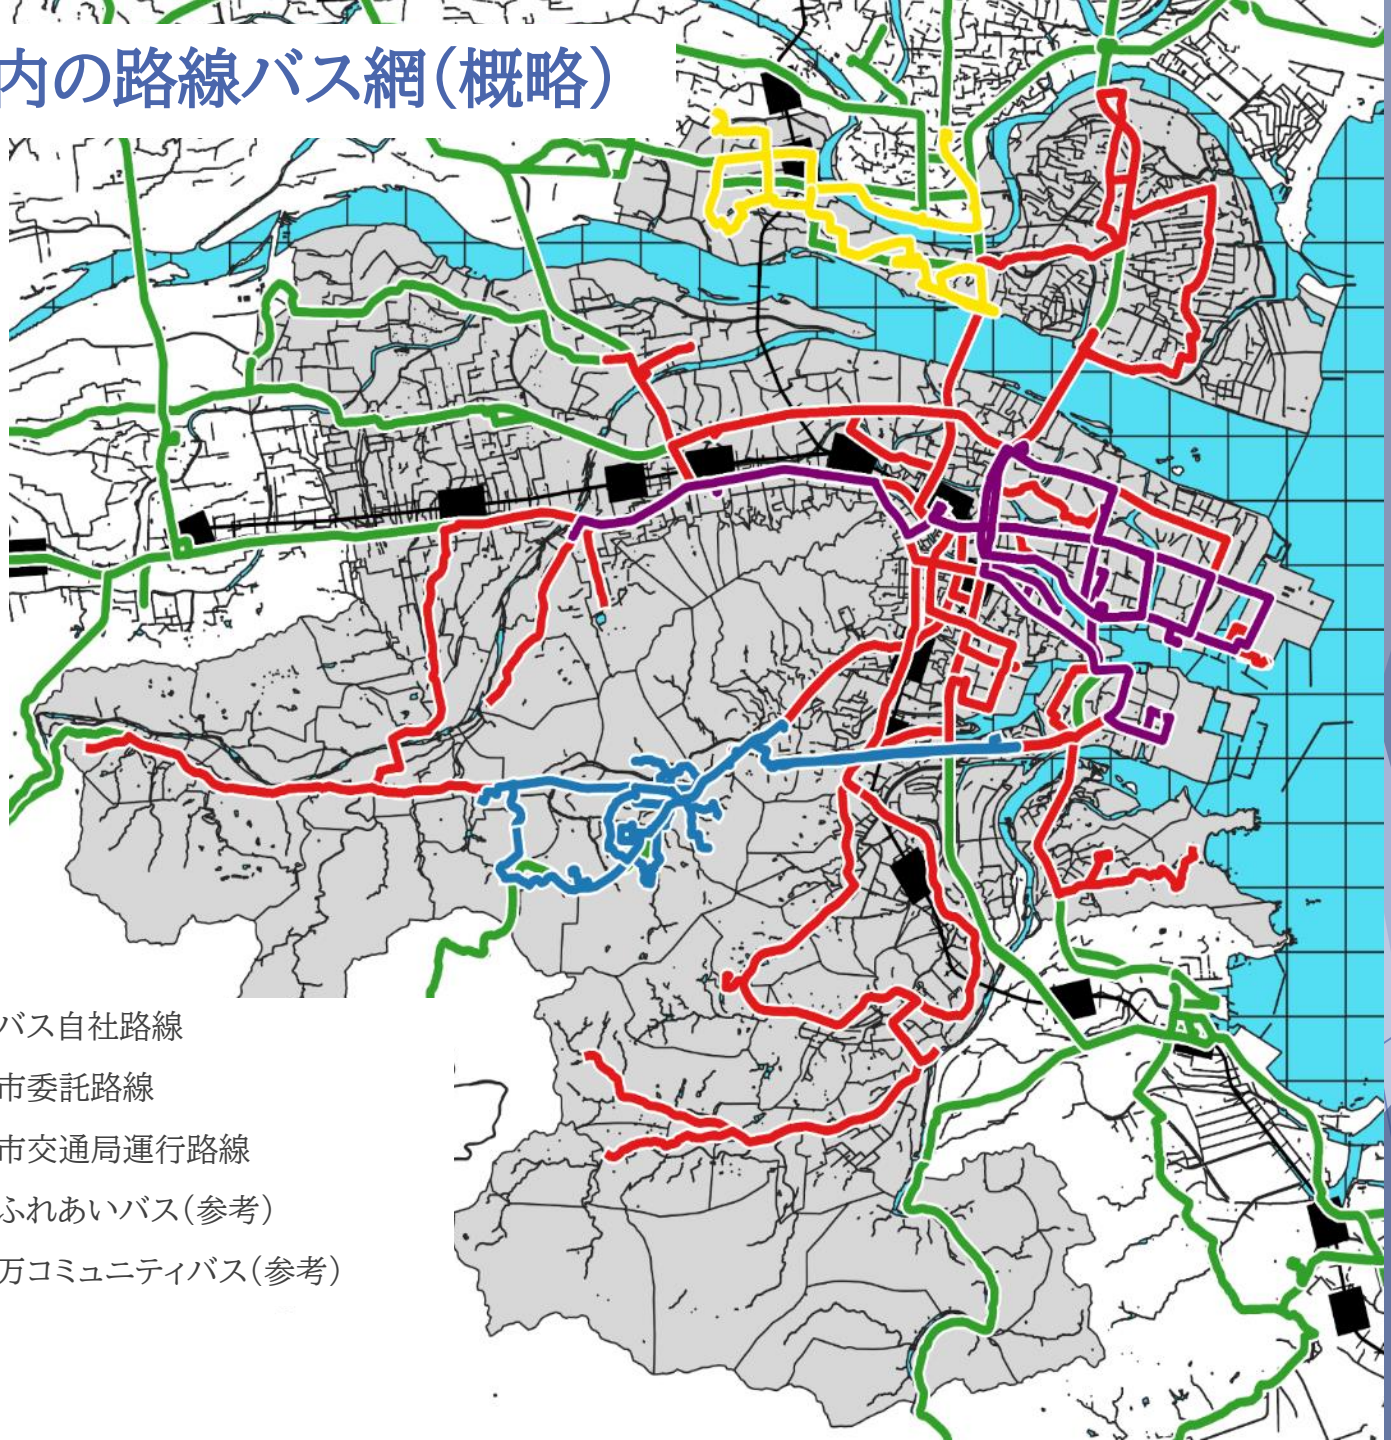 内の路線バス網（概略）
バス自社路線
市委託路線
市交通局運行路線
ふれあいバス（参考）
万コミュニティバス（参考）